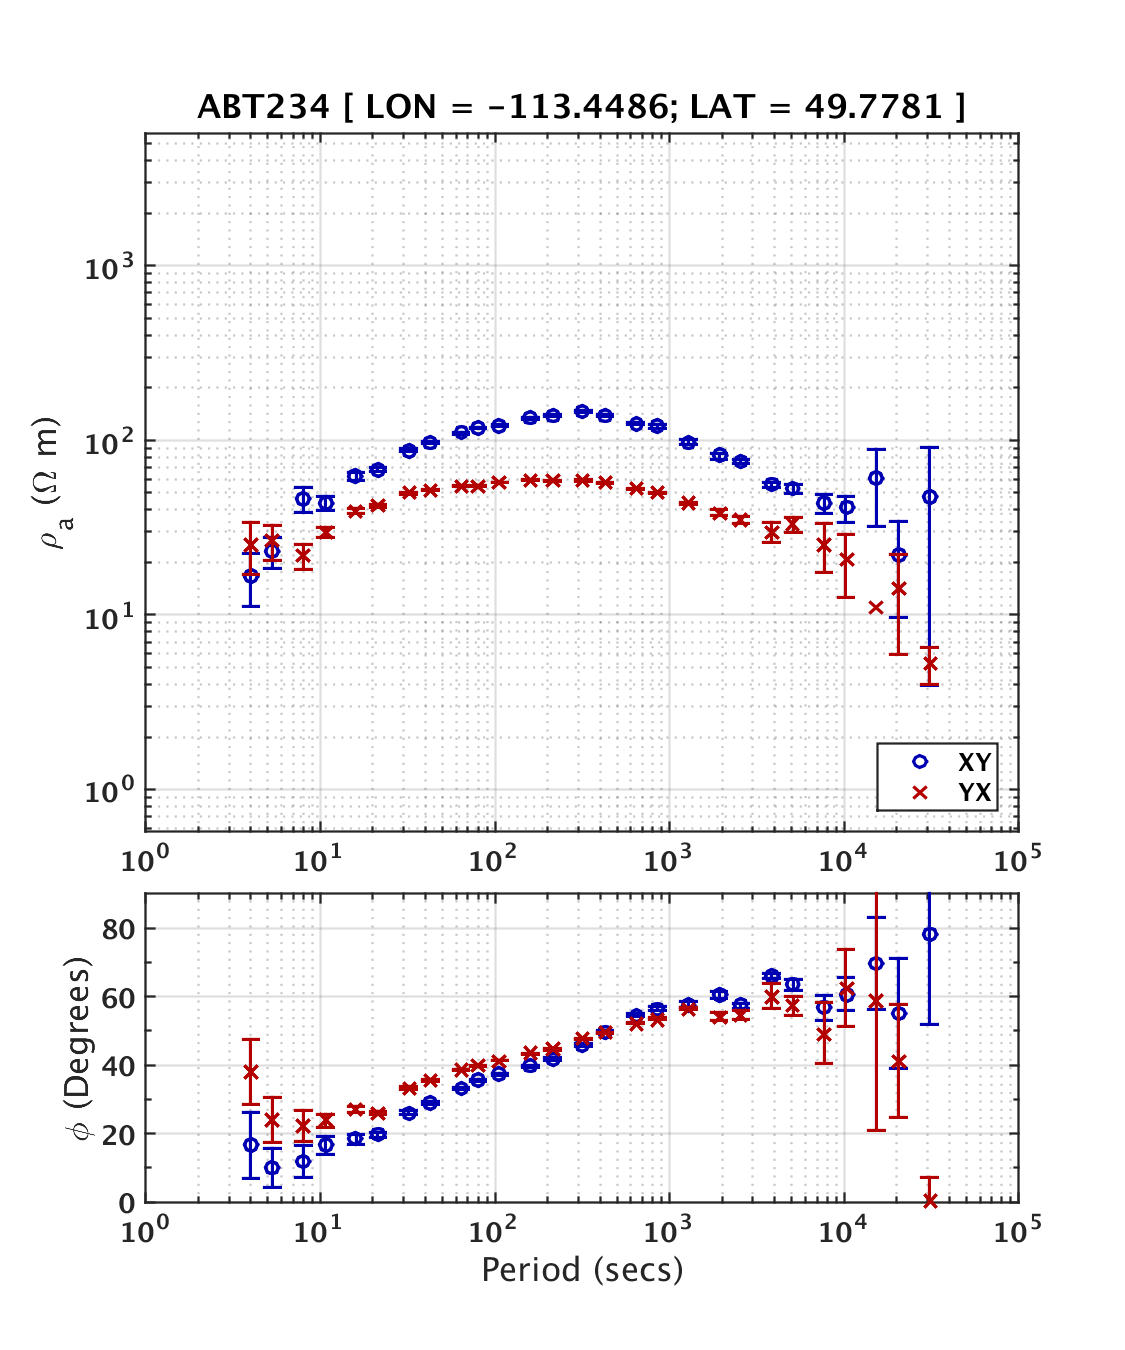 ABT234 [ LON = -113.4486; LAT = 49.7781 ]
ρa (Ω m)
10³
10²
10¹
10⁰
XY
YX
10⁰ 10¹ 10² 10³ 10⁴ 10⁵
φ (Degrees)
80
60
40
20
0
10⁰ 10¹ 10² 10³ 10⁴ 10⁵
Period (secs)